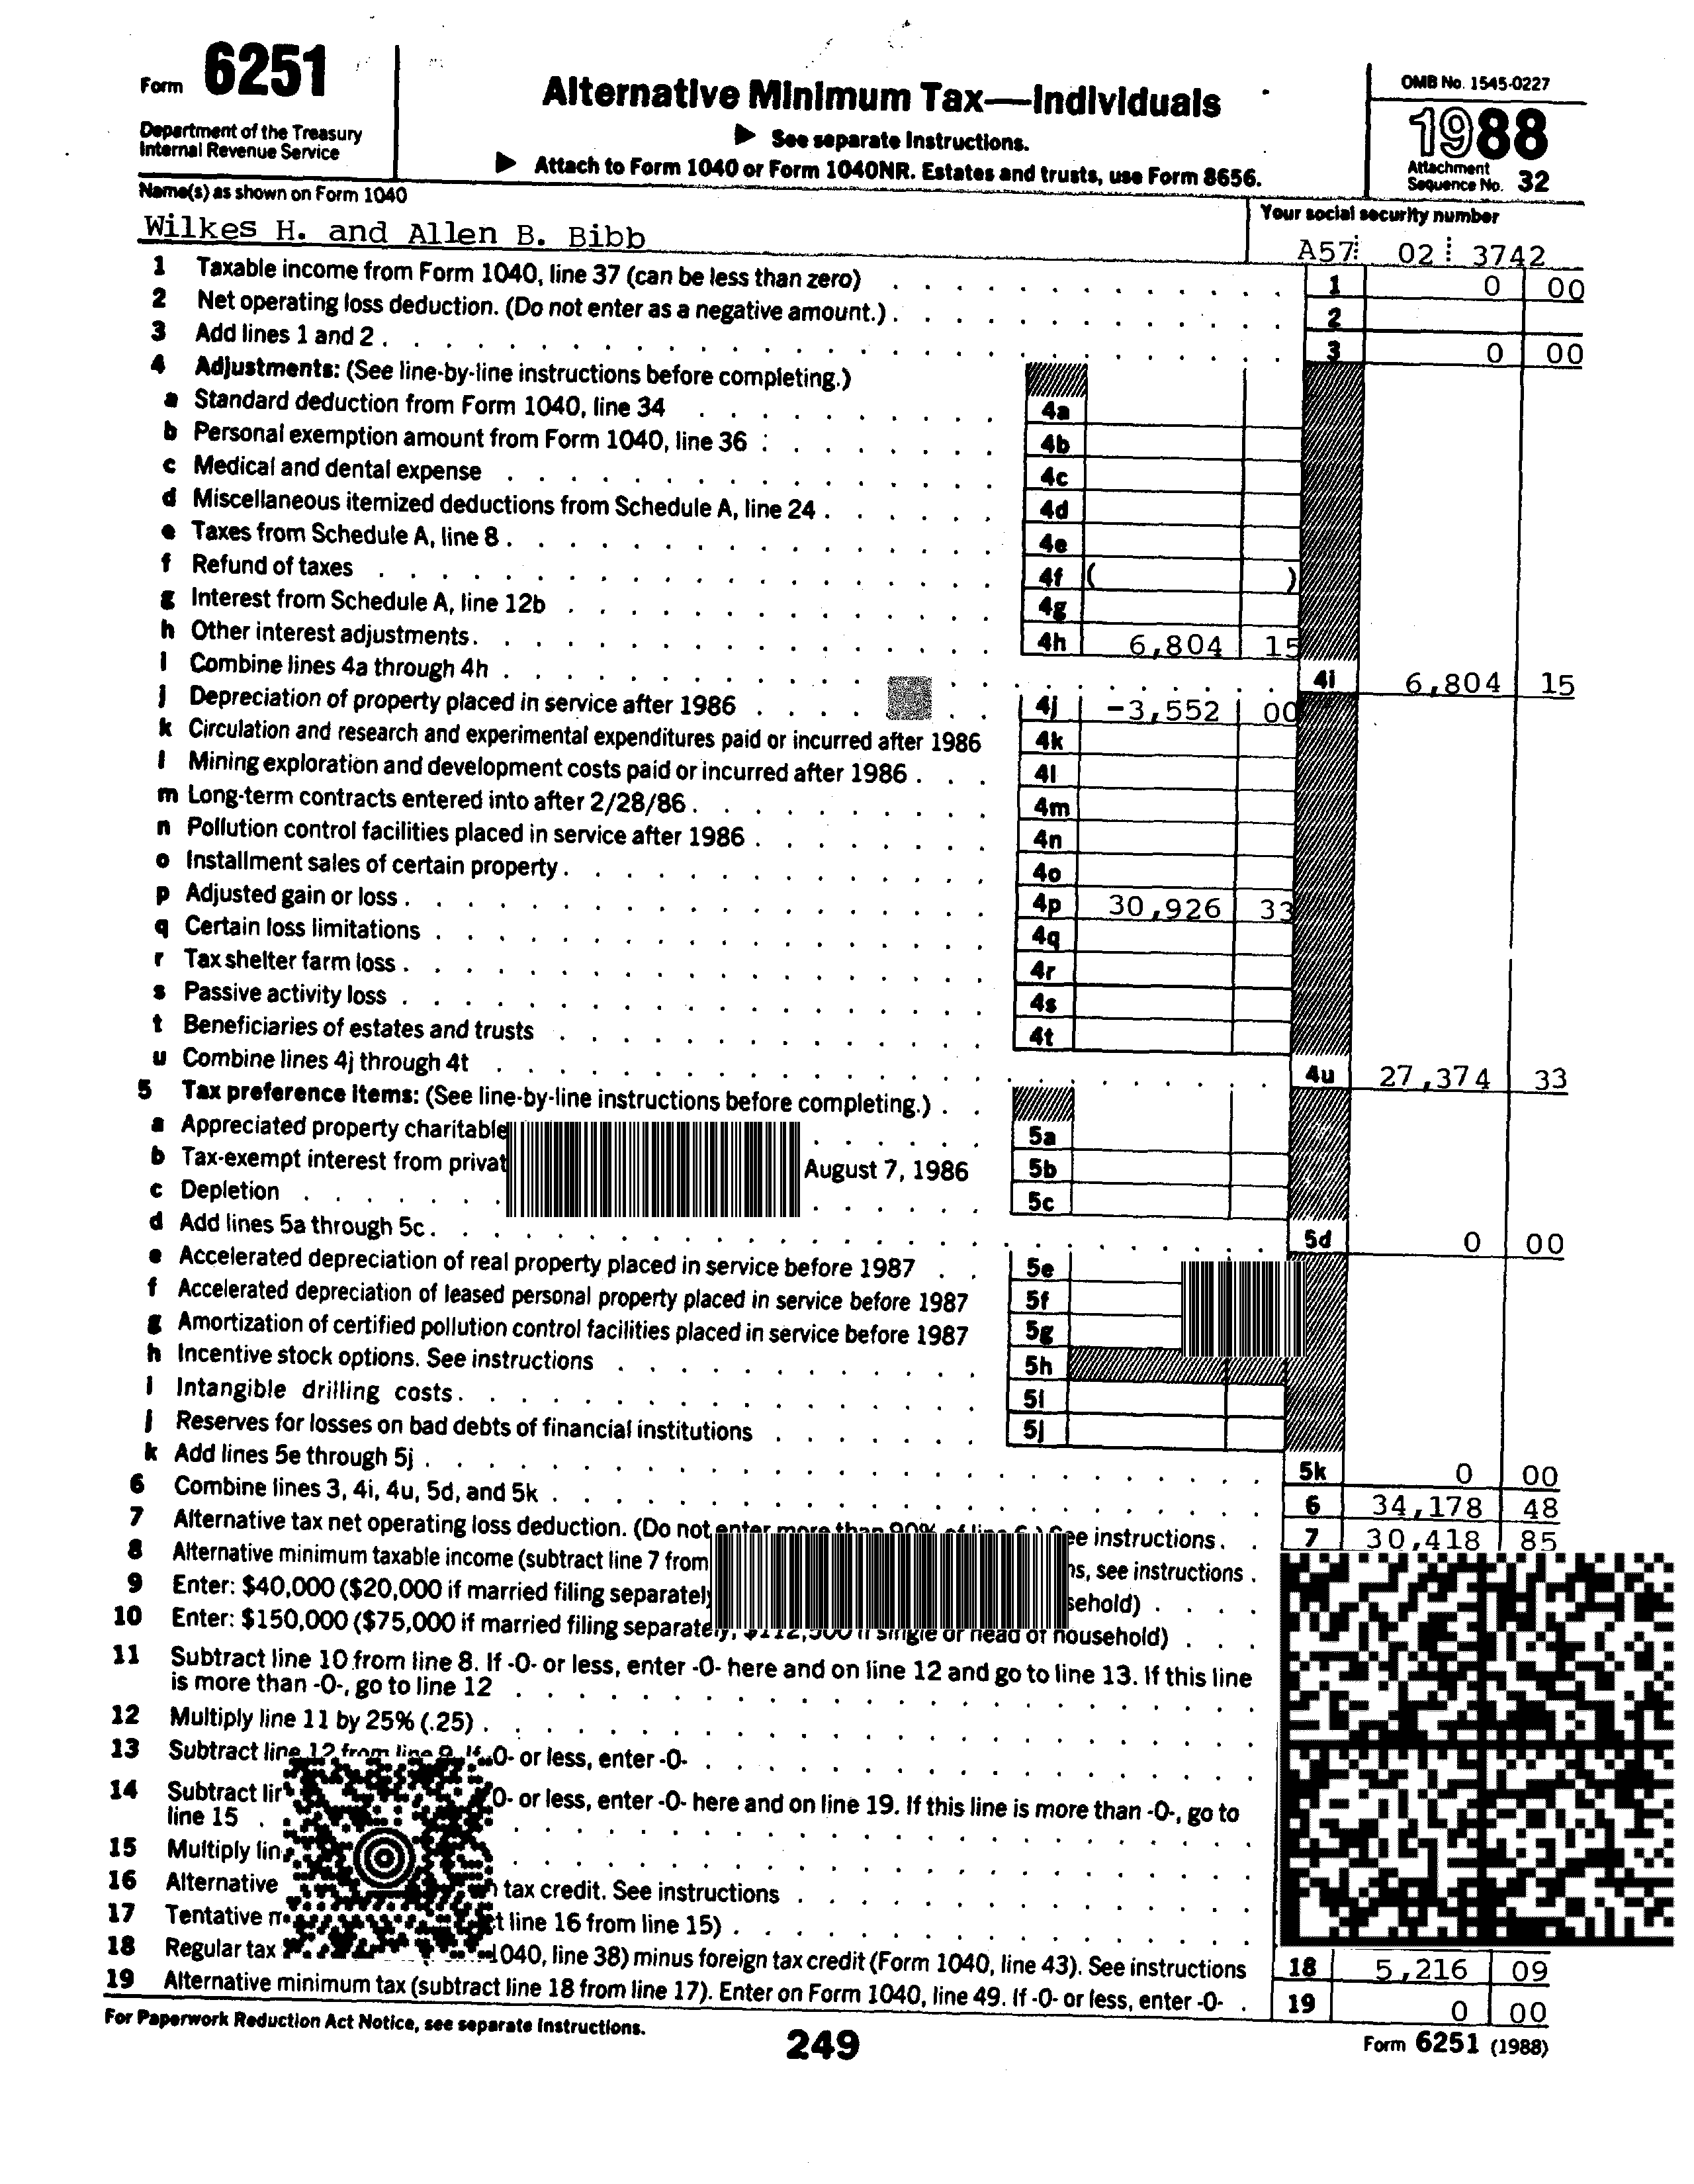 Form 6251
Department of the Treasury
Internal Revenue Service
Alternative Minimum Tax—Individuals
▶ See separate Instructions.
▶ Attach to Form 1040 or Form 1040NR. Estates and trusts, use Form 8656.
OMB No. 1545-0227
1988
Attachment
Sequence No. 32
Name(s) as shown on Form 1040
Wilkes H. and Allen B. Bibb
Your social security number
A57 02 3742
1 Taxable income from Form 1040, line 37 (can be less than zero) 1 0 00
2 Net operating loss deduction. (Do not enter as a negative amount.) 2
3 Add lines 1 and 2 3 0 00
4 Adjustments: (See line-by-line instructions before completing.)
a Standard deduction from Form 1040, line 34 4a
b Personal exemption amount from Form 1040, line 36 4b
c Medical and dental expense 4c
d Miscellaneous itemized deductions from Schedule A, line 24 4d
e Taxes from Schedule A, line 8 4e
f Refund of taxes 4f ( )
g Interest from Schedule A, line 12b 4g
h Other interest adjustments 4h 6,804 15
i Combine lines 4a through 4h 4i 6,804 15
j Depreciation of property placed in service after 1986 4j -3,552 00
k Circulation and research and experimental expenditures paid or incurred after 1986 4k
l Mining exploration and development costs paid or incurred after 1986 4l
m Long-term contracts entered into after 2/28/86 4m
n Pollution control facilities placed in service after 1986 4n
o Installment sales of certain property 4o
p Adjusted gain or loss 4p 30,926 33
q Certain loss limitations 4q
r Tax shelter farm loss 4r
s Passive activity loss 4s
t Beneficiaries of estates and trusts 4t
u Combine lines 4j through 4t 4u 27,374 33
5 Tax preference items: (See line-by-line instructions before completing.)
a Appreciated property charitable 5a
b Tax-exempt interest from August 7, 1986 5b
c Depletion 5c
d Add lines 5a through 5c 5d 0 00
e Accelerated depreciation of real property placed in service before 1987 5e
f Accelerated depreciation of leased personal property placed in service before 1987 5f
g Amortization of certified pollution control facilities placed in service before 1987 5g
h Incentive stock options. See instructions 5h
i Intangible drilling costs 5i
j Reserves for losses on bad debts of financial institutions 5j
k Add lines 5e through 5j 5k 0 00
6 Combine lines 3, 4i, 4u, 5d, and 5k 6 34,178 48
7 Alternative tax net operating loss deduction. (Do not enter more than 90% of line See instructions. 7 30,418 85
8 Alternative minimum taxable income (subtract line 7 from see instructions
9 Enter: $40,000 ($20,000 if married filing
10 Enter: $150,000 ($75,000 if married filing separately; $112,500 if single or head of household)
11 Subtract line 10 from line 8. If -0- or less, enter -0- here and on line 12 and go to line 13. If this line
is more than -0-, go to line 12
12 Multiply line 11 by 25% (.25)
13 Subtract line 12 from line 9. If -0- or less, enter -0-
14 Subtract 0- or less, enter -0- here and on line 19. If this line is more than -0-, go to
line 15
15 Multiply
16 Alternative tax credit. See instructions
17 Tentative line 16 from line 15)
18 Regular tax 1040, line 38) minus foreign tax credit (Form 1040, line 43). See instructions 18 5,216 09
19 Alternative minimum tax (subtract line 18 from line 17). Enter on Form 1040, line 49. If -0- or less, enter -0- 19 0 00
For Paperwork Reduction Act Notice, see separate Instructions.
249
Form 6251 (1988)